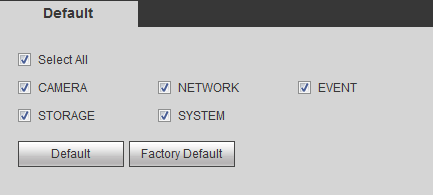 Default
Select All
CAMERA NETWORK EVENT
STORAGE SYSTEM
Default Factory Default